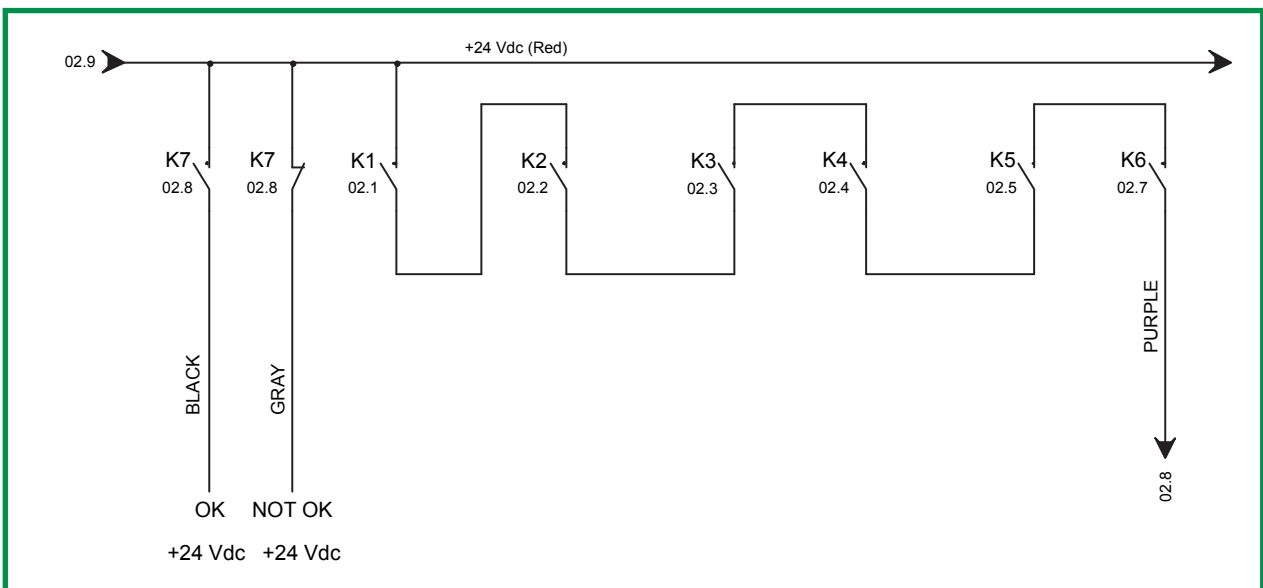 +24 Vdc (Red)
02.9
K7 K7 K1 K2 K3 K4 K5 K6
02.8 02.8 02.1 02.2 02.3 02.4 02.5 02.7
PURPLE
BLACK
GRAY
02.8
OK NOT OK
+24 Vdc +24 Vdc